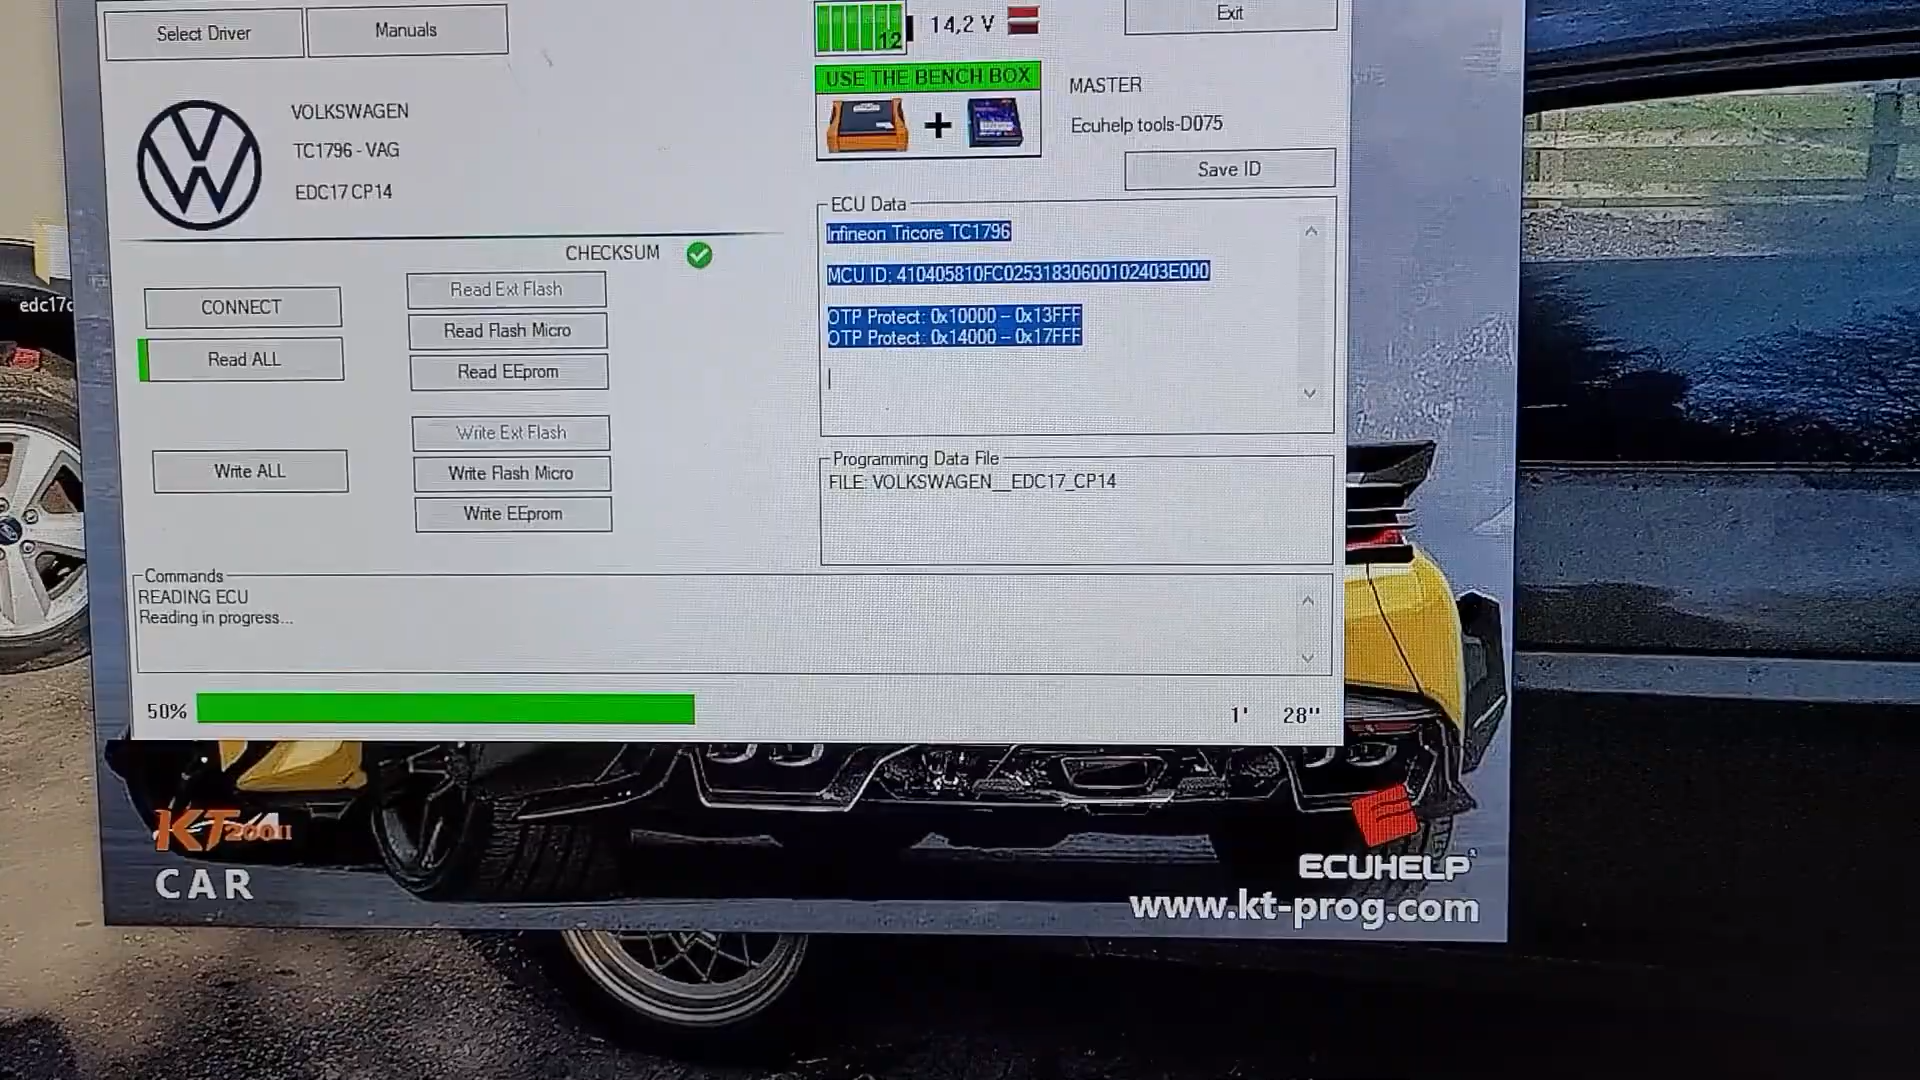 Select Driver
Manuals
12
14,2 V
Exit
USE THE BENCH BOX
MASTER
Ecuhelp tools-D075
Save ID
VOLKSWAGEN
TC1796 - VAG
EDC17 CP14
CHECKSUM
CONNECT
Read ALL
Write ALL
Read Ext Flash
Read Flash Micro
Read EEprom
Write Ext Flash
Write Flash Micro
Write EEprom
ECU Data
Infineon Tricore TC1796
MCU ID: 410405810FC02531830600102403E000
OTP Protect: 0x10000 – 0x13FFF
OTP Protect: 0x14000 – 0x17FFF
Programming Data File
FILE: VOLKSWAGEN__EDC17_CP14
Commands
READING ECU
Reading in progress...
50%
1' 28''
KT200II
CAR
ECUHELP
www.kt-prog.com